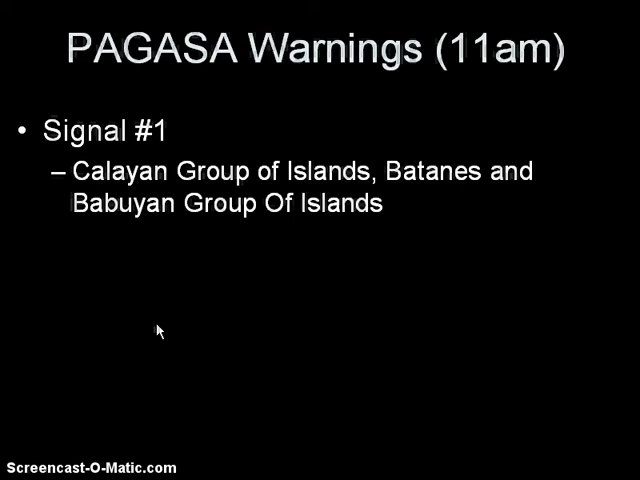 PAGASA Warnings (11am)
• Signal #1
– Calayan Group of Islands, Batanes and
Babuyan Group Of Islands
Screencast-O-Matic.com